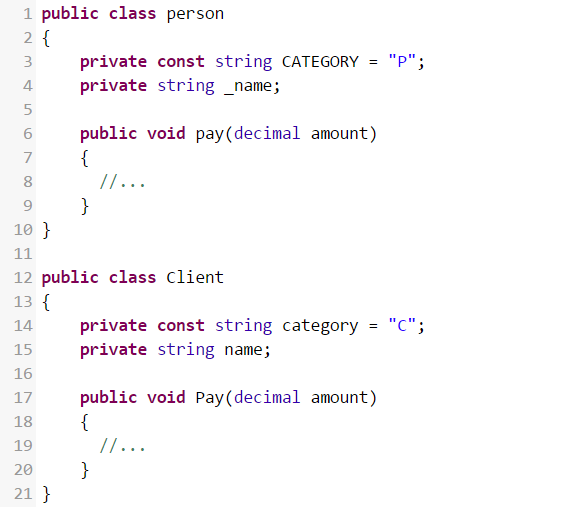 1 public class person
2 {
3     private const string CATEGORY = "P";
4     private string _name;
5
6     public void pay(decimal amount)
7     {
8       //...
9     }
10 }
11
12 public class Client
13 {
14     private const string category = "C";
15     private string name;
16
17     public void Pay(decimal amount)
18     {
19       //...
20     }
21 }